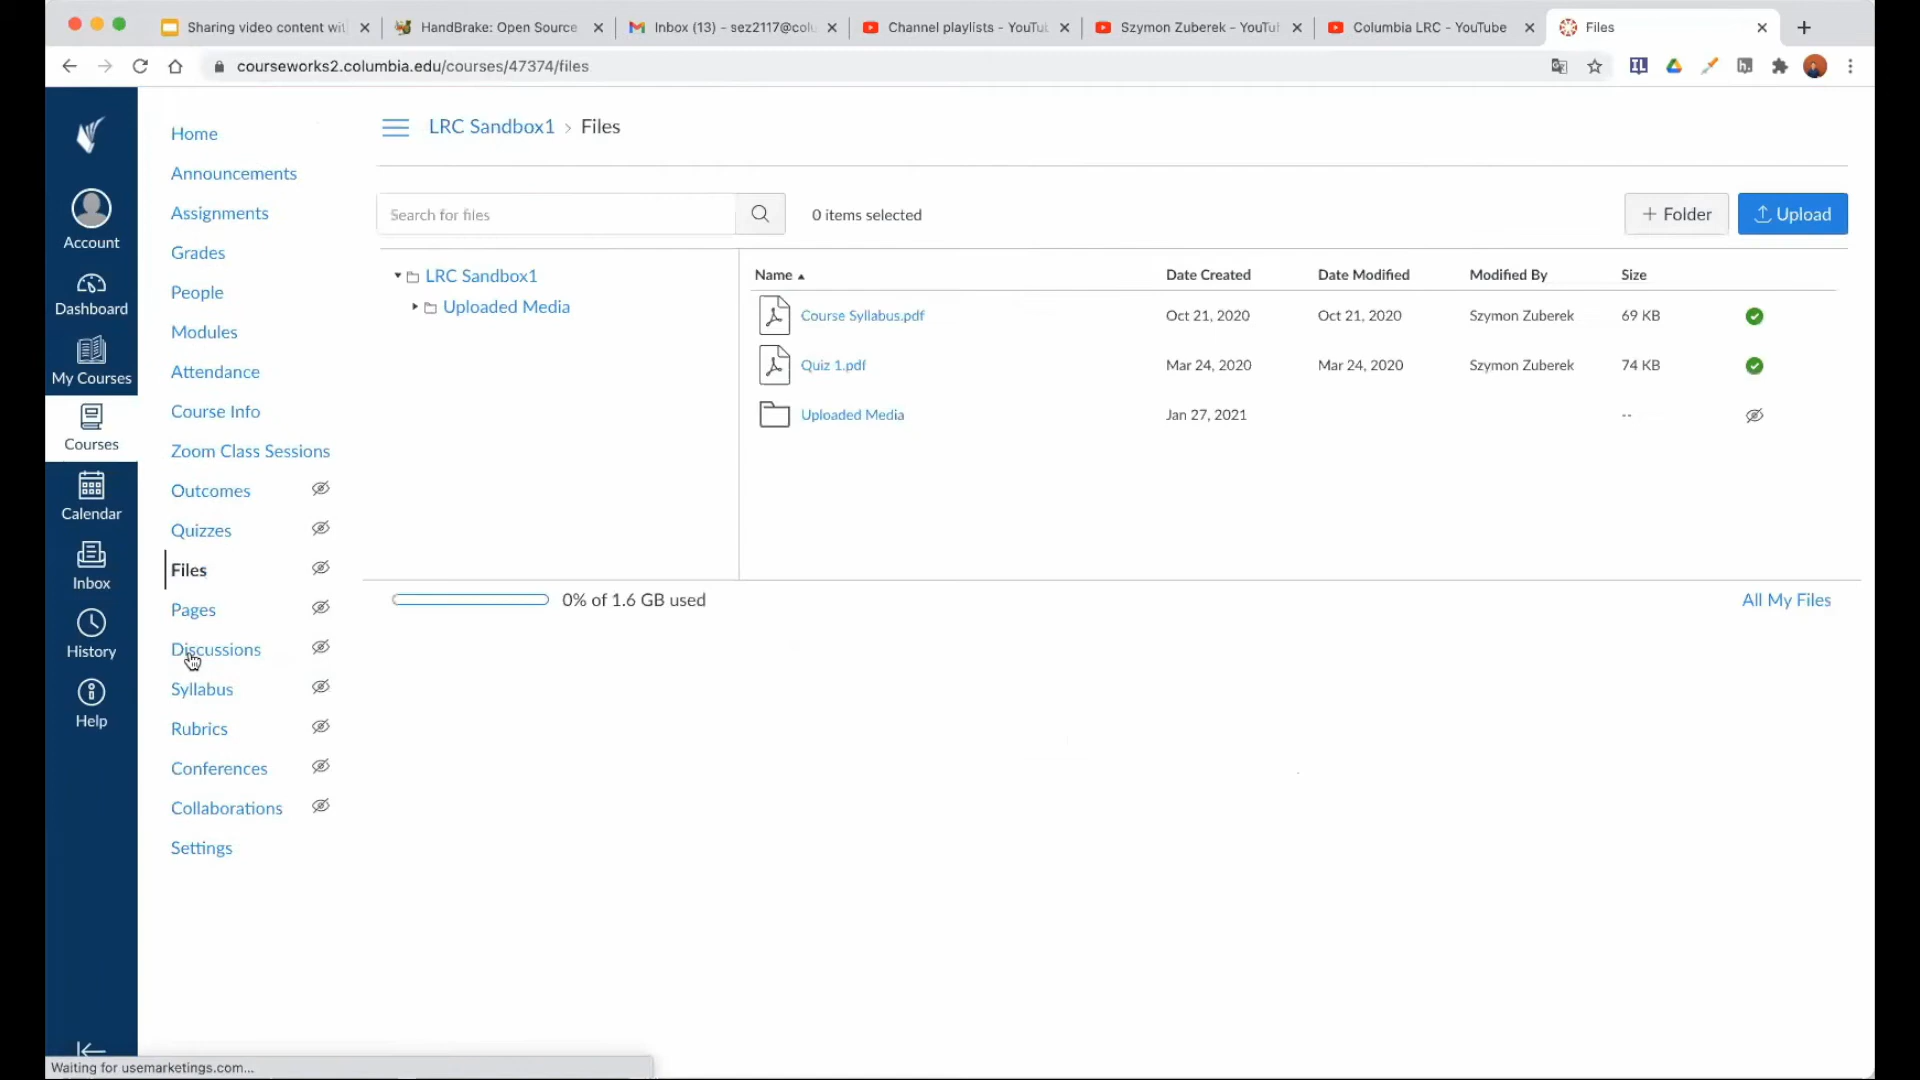 Sharing video content wit
HandBrake: Open Source
Inbox (13) - sez2117@colu
Channel playlists - YouTub
Szymon Zuberek - YouTul
Columbia LRC - YouTube
Files
courseworks2.columbia.edu/courses/47374/files
Account
Dashboard
My Courses
Courses
Calendar
Inbox
History
Help
Home
Announcements
Assignments
Grades
People
Modules
Attendance
Course Info
Zoom Class Sessions
Outcomes
Quizzes
Files
Pages
Discussions
Syllabus
Rubrics
Conferences
Collaborations
Settings
LRC Sandbox1 › Files
Search for files
0 items selected
+ Folder
Upload
LRC Sandbox1
Uploaded Media
Name Date Created Date Modified Modified By Size
Course Syllabus.pdf Oct 21, 2020 Oct 21, 2020 Szymon Zuberek 69 KB
Quiz 1.pdf Mar 24, 2020 Mar 24, 2020 Szymon Zuberek 74 KB
Uploaded Media Jan 27, 2021 --
0% of 1.6 GB used
All My Files
Waiting for usemarketings.com...